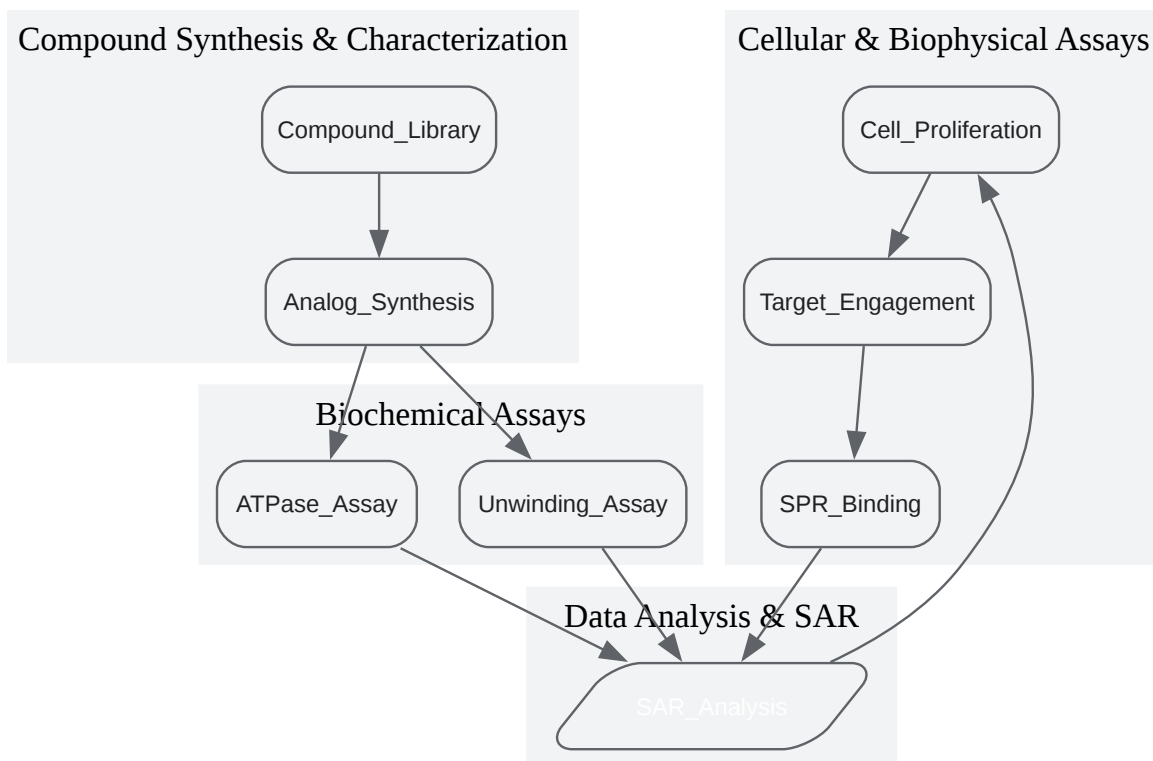 Compound Synthesis & Characterization
Cellular & Biophysical Assays
Compound_Library
Cell_Proliferation
Analog_Synthesis
Target_Engagement
Biochemical Assays
ATPase_Assay
Unwinding_Assay
SPR_Binding
Data Analysis & SAR
SAR_Analysis